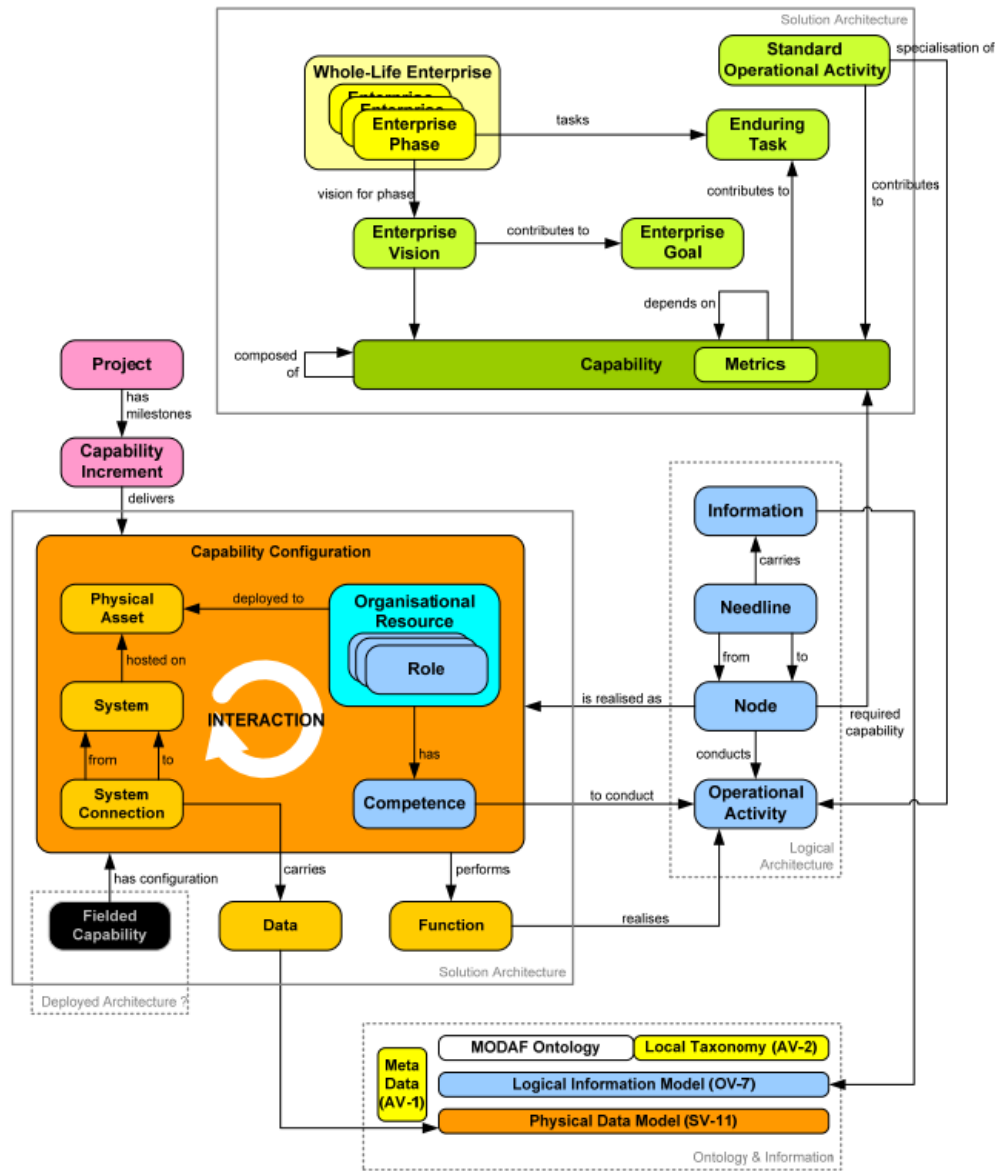 Solution Architecture
Standard
Operational Activity
specialisation of
Whole-Life Enterprise
Enterprise
Enterprise
Enterprise
Phase
tasks
Enduring
Task
vision for phase
contributes to
contributes
to
Enterprise
Vision
contributes to
Enterprise
Goal
depends on
composed
of
Capability
Metrics
Project
has
milestones
Capability
Increment
delivers
Information
Capability Configuration
carries
Physical
Asset
deployed to
Organisational
Resource
Needline
hosted on
Role
from
to
System
INTERACTION
is realised as
Node
required
capability
from
to
has
conducts
System
Connection
Competence
to conduct
Operational
Activity
Logical
Architecture
carries
performs
has configuration
Fielded
Capability
Data
Function
realises
Solution Architecture
Deployed Architecture ?
MODAF Ontology
Local Taxonomy (AV-2)
Meta
Data
(AV-1)
Logical Information Model (OV-7)
Physical Data Model (SV-11)
Ontology & Information